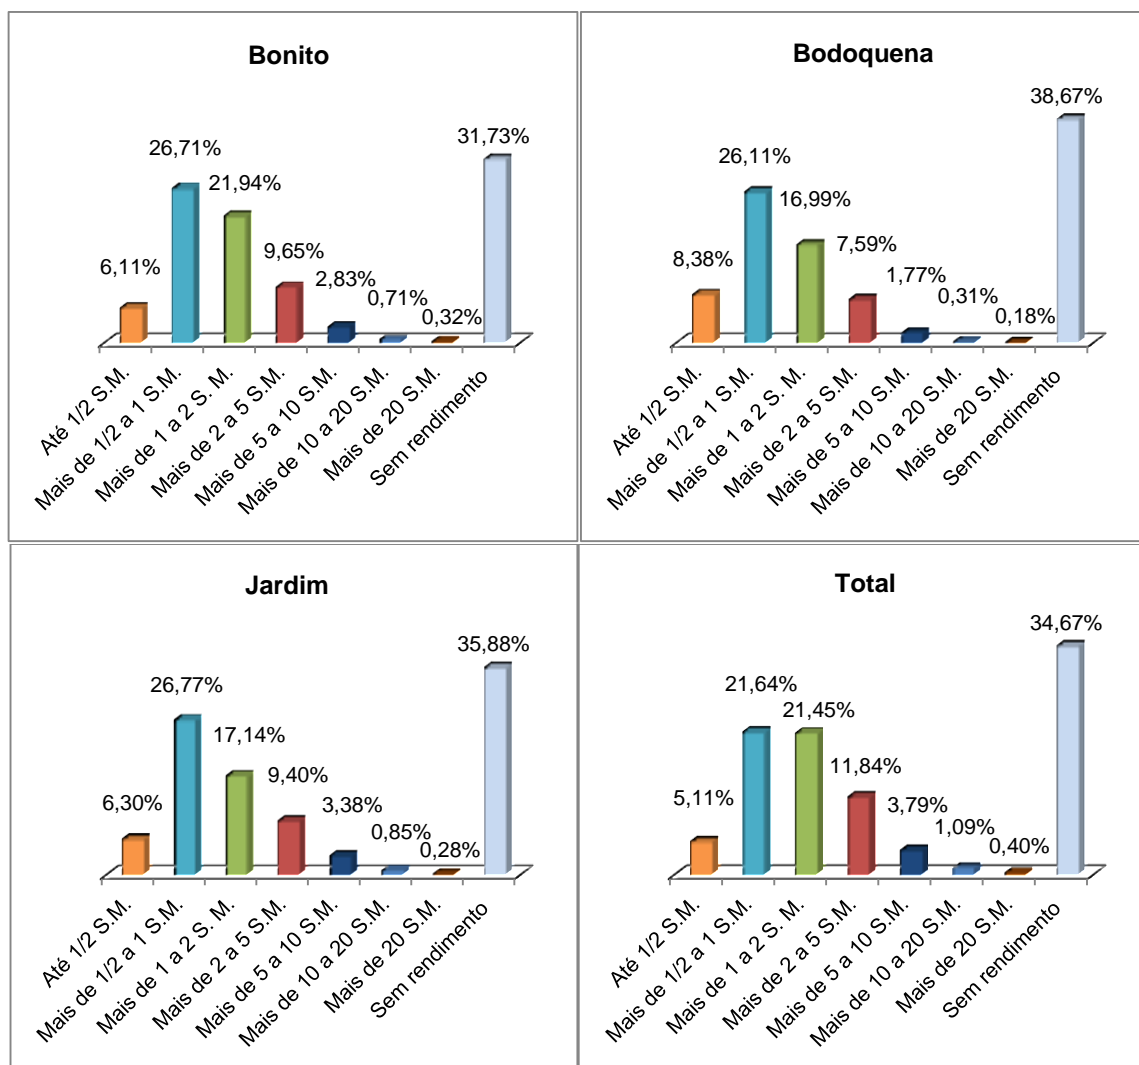 Bonito
31,73%
26,71%
21,94%
9,65%
6,11%
2,83%
0,71%
0,32%
Até 1/2 S.M.
Mais de 1/2 a 1 S.M.
Mais de 1 a 2 S. M.
Mais de 2 a 5 S.M.
Mais de 5 a 10 S.M.
Mais de 10 a 20 S.M.
Mais de 20 S.M.
Sem rendimento
Bodoquena
38,67%
26,11%
16,99%
7,59%
8,38%
1,77%
0,31%
0,18%
Até 1/2 S.M.
Mais de 1/2 a 1 S.M.
Mais de 1 a 2 S. M.
Mais de 2 a 5 S.M.
Mais de 5 a 10 S.M.
Mais de 10 a 20 S.M.
Mais de 20 S.M.
Sem rendimento
Jardim
35,88%
26,77%
17,14%
9,40%
6,30%
3,38%
0,85%
0,28%
Até 1/2 S.M.
Mais de 1/2 a 1 S.M.
Mais de 1 a 2 S. M.
Mais de 2 a 5 S.M.
Mais de 5 a 10 S.M.
Mais de 10 a 20 S.M.
Mais de 20 S.M.
Sem rendimento
Total
34,67%
21,64%
21,45%
11,84%
5,11%
3,79%
1,09%
0,40%
Até 1/2 S.M.
Mais de 1/2 a 1 S.M.
Mais de 1 a 2 S. M.
Mais de 2 a 5 S.M.
Mais de 5 a 10 S.M.
Mais de 10 a 20 S.M.
Mais de 20 S.M.
Sem rendimento